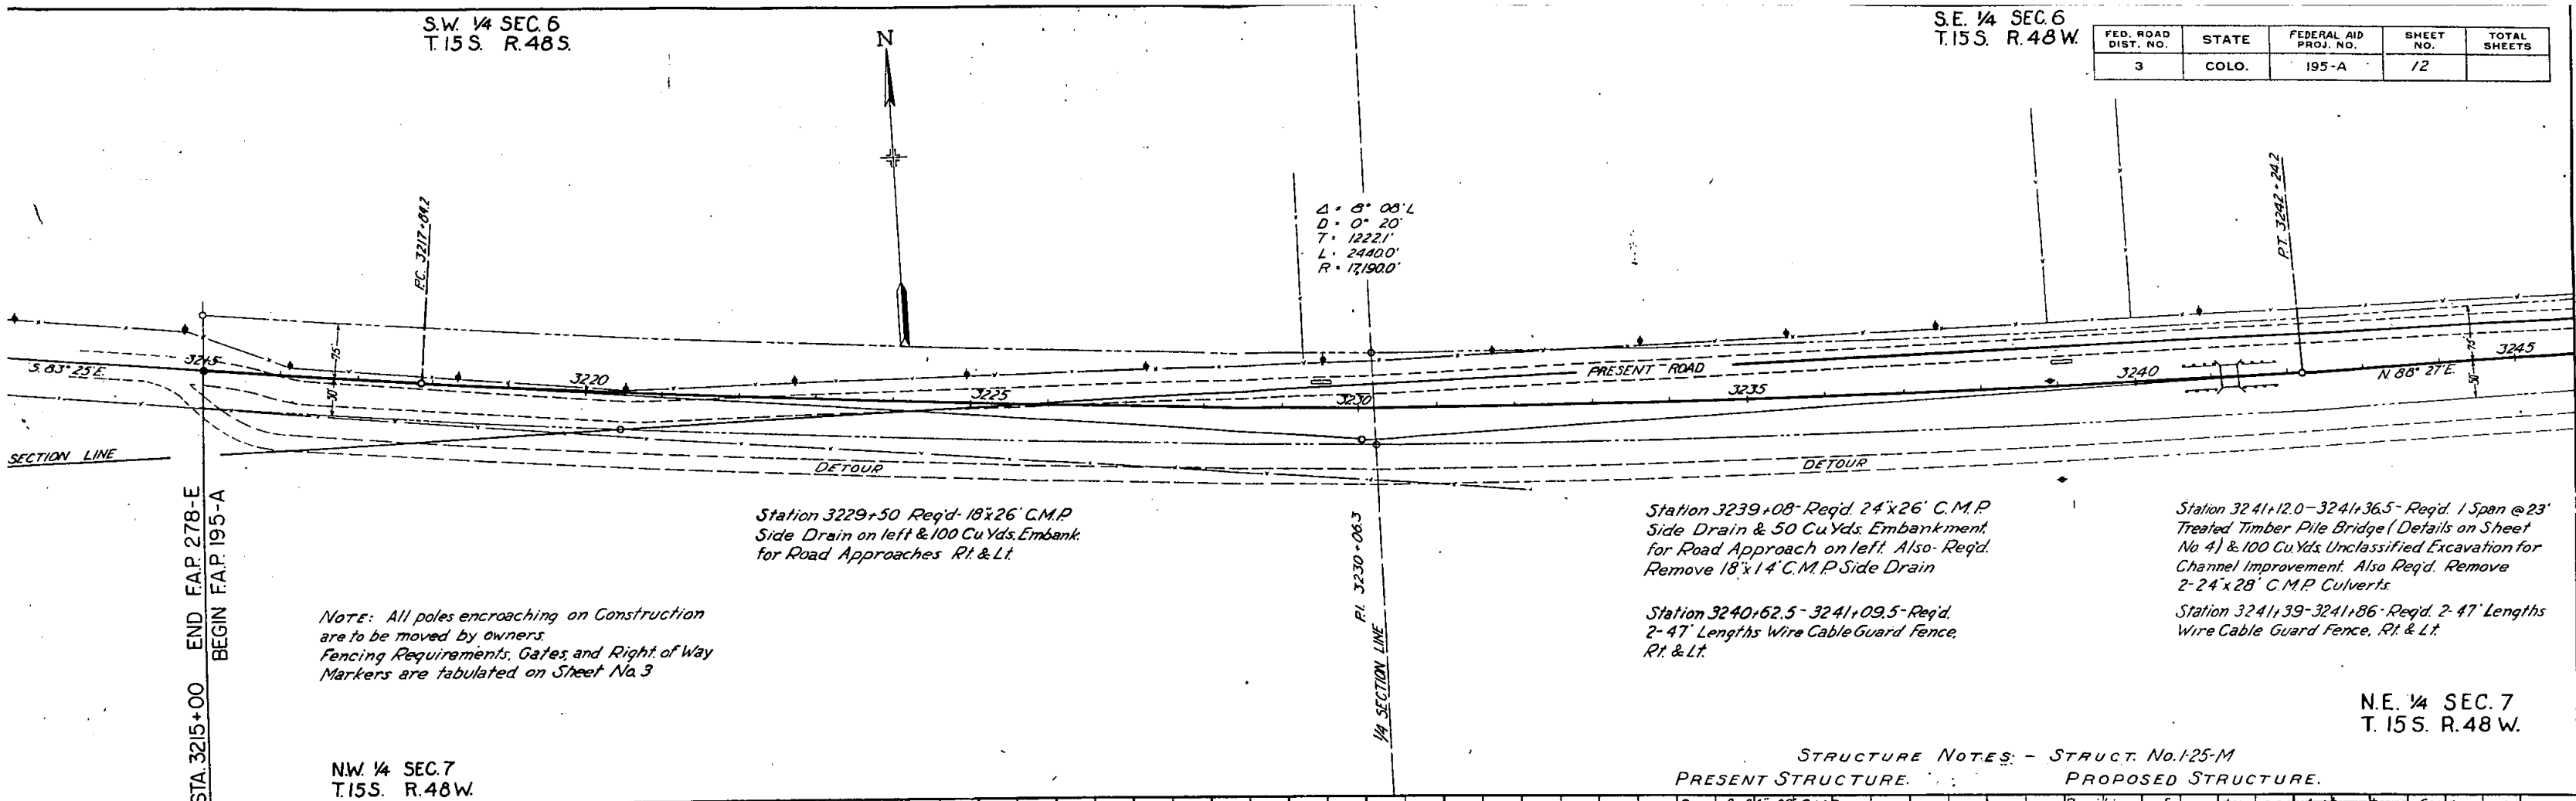 S.W. 1/4 SEC. 6
T. 15 S. R. 48 S.
N
S.E. 1/4 SEC. 6
T. 15 S. R. 48 W.
FED. ROAD DIST. NO. STATE FEDERAL AID PROJ. NO. SHEET NO. TOTAL SHEETS
3 COLO. 195-A 12
P.C. 3217+84.2
Δ = 8° 08' L
D = 0° 20'
T = 1222.1'
L = 2440.0'
R = 17,190.0'
P.T. 3242+24.2
S. 83° 25' E.
3215
75'
50'
3220
3225
3230
PRESENT ROAD
3235
3240
N. 88° 27' E.
3245
75'
50'
SECTION LINE
DETOUR
DETOUR
STA. 3215+00 END F.A.P. 278-E
BEGIN F.A.P. 195-A
Station 3229+50 Req'd- 18"x26' C.M.P.
Side Drain on left & 100 Cu. Yds. Embank.
for Road Approaches Rt. & Lt.
NOTE: All poles encroaching on Construction
are to be moved by owners.
Fencing Requirements, Gates, and Right of Way
Markers are tabulated on Sheet No. 3
P.I. 3230+06.3
1/4 SECTION LINE
Station 3239+08- Req'd. 24"x26' C.M.P.
Side Drain & 50 Cu. Yds. Embankment,
for Road Approach on left. Also- Req'd.
Remove 18"x14' C.M.P. Side Drain
Station 3240+62.5 - 3241+09.5- Req'd.
2-47' Lengths Wire Cable Guard Fence,
Rt. & Lt.
Station 3241+12.0-3241+36.5- Req'd. 1 Span @ 23'
Treated Timber Pile Bridge (Details on Sheet
No. 4) & 100 Cu. Yds. Unclassified Excavation for
Channel Improvement. Also Req'd. Remove
2-24"x28' C.M.P. Culverts.
Station 3241+39-3241+86- Req'd. 2-47' Lengths
Wire Cable Guard Fence, Rt. & Lt.
N.E. 1/4 SEC. 7
T. 15 S. R. 48 W.
N.W. 1/4 SEC. 7
T. 15 S. R. 48 W.
STRUCTURE NOTES: - STRUCT. No. I-25-M
PRESENT STRUCTURE. PROPOSED STRUCTURE.